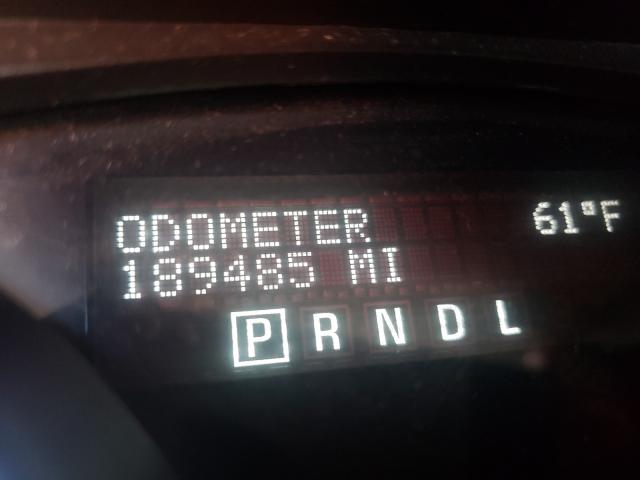 ODOMETER 61°F
189485 MI
P R N D L